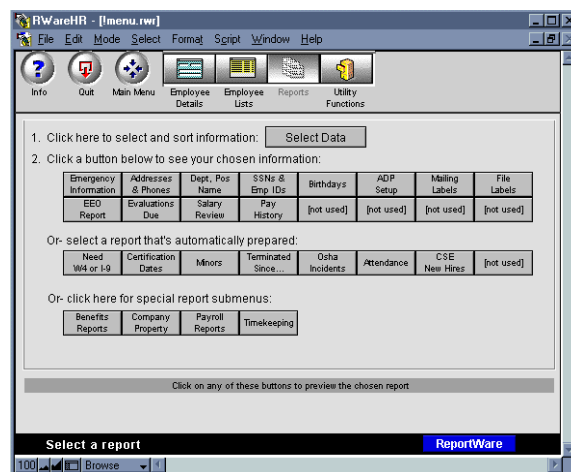 RWareHR - [!menu.rwr]
File Edit Mode Select Format Script Window Help
Info Quit Main Menu Employee Details Employee Lists Reports Utility Functions
1. Click here to select and sort information: Select Data
2. Click a button below to see your chosen information:
Emergency Information Addresses & Phones Dept, Pos Name SSNs & Emp IDs Birthdays ADP Setup Mailing Labels File Labels
EEO Report Evaluations Due Salary Review Pay History [not used] [not used] [not used] [not used]
Or- select a report that's automatically prepared:
Need W4 or I-9 Certification Dates Minors Terminated Since... Osha Incidents Attendance CSE New Hires [not used]
Or- click here for special report submenus:
Benefits Reports Company Property Payroll Reports Timekeeping
Click on any of these buttons to preview the chosen report
Select a report ReportWare
100 Browse